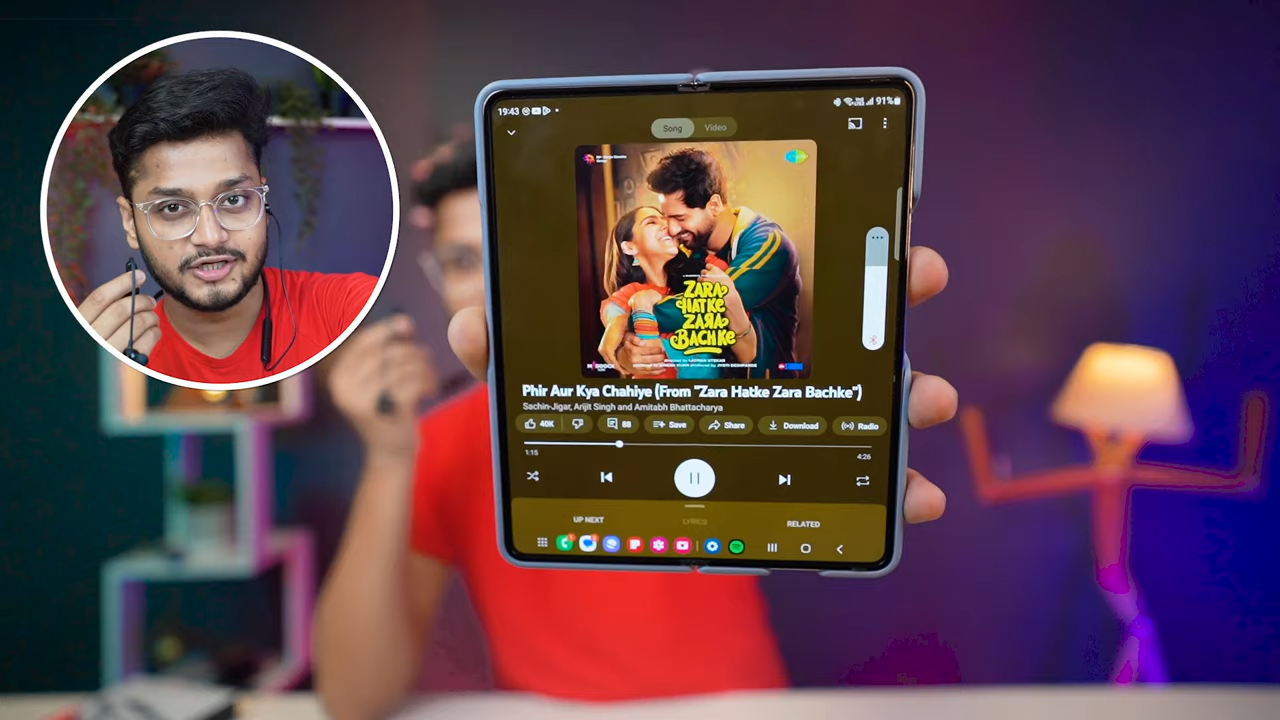 19:43
91%
Song
Video
ZARA
HATKE
ZARA
BACHKE
Phir Aur Kya Chahiye (From "Zara Hatke Zara Bachke")
Sachin-Jigar, Arijit Singh and Amitabh Bhattacharya
40K
88
Save
Share
Download
Radio
1:15
4:26
UP NEXT
LYRICS
RELATED